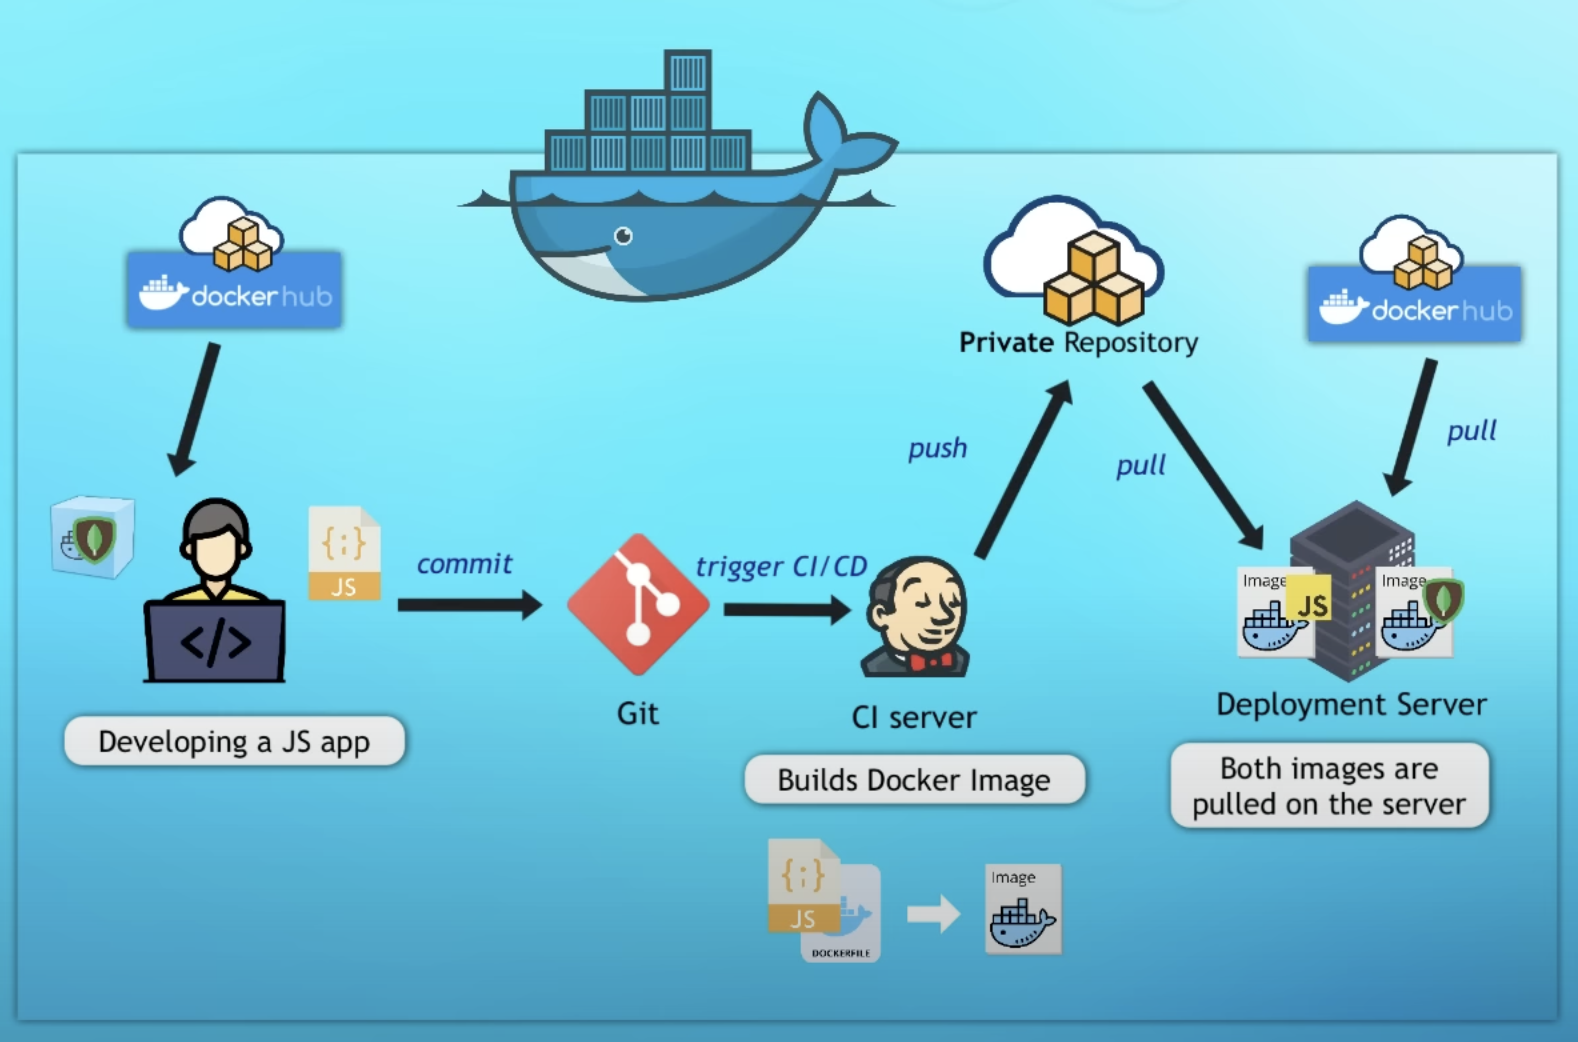 docker hub
Private Repository
docker hub
push
pull
pull
JS
commit
trigger CI/CD
Image
JS
Image
</>
Git
CI server
Deployment Server
Developing a JS app
Builds Docker Image
Both images are
pulled on the server
{;}
JS
DOCKERFILE
Image